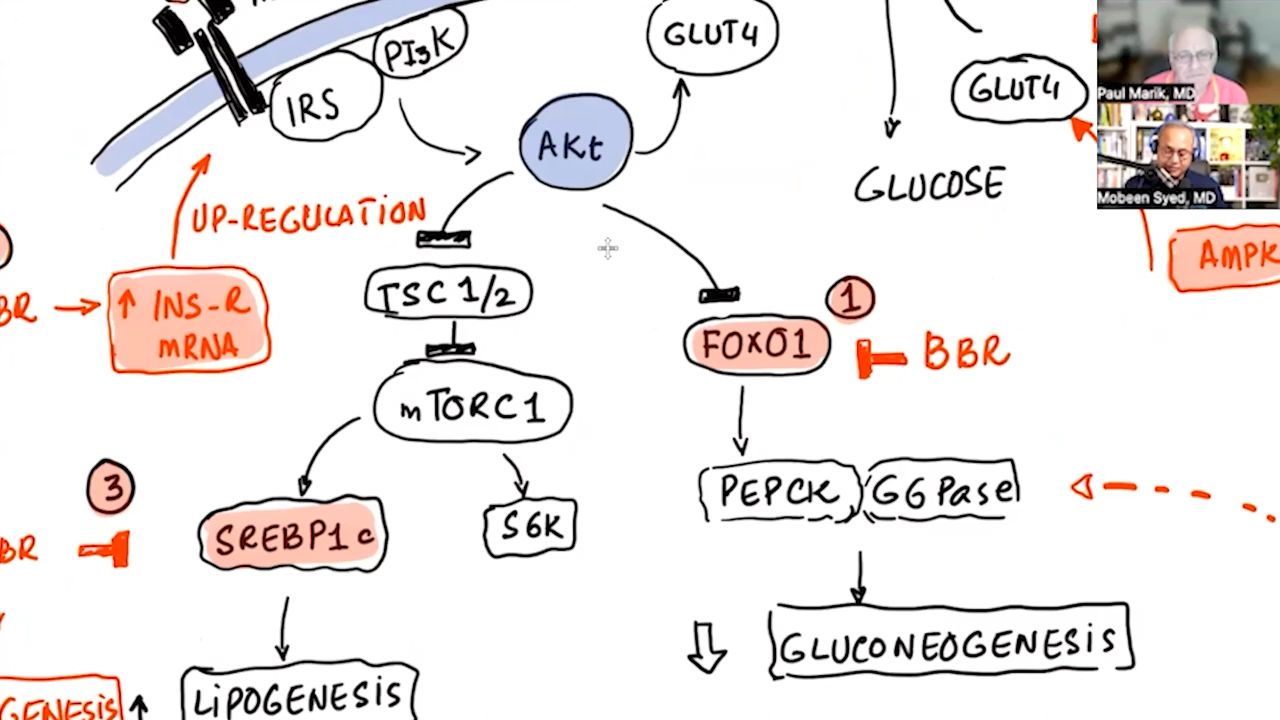 PI3K
IRS
GLUT4
AKt
GLUT4
GLUCOSE
Paul Marik, MD
Mobeen Syed, MD
AMPK
UP-REGULATION
BR
↑ INS-R
mRNA
TSC 1/2
mTORC1
FOXO1
1
BBR
3
BR
SREBP1c
S6K
PEPCK
G6Pase
GLUCONEOGENESIS
GENESIS
LiPOGENESiS